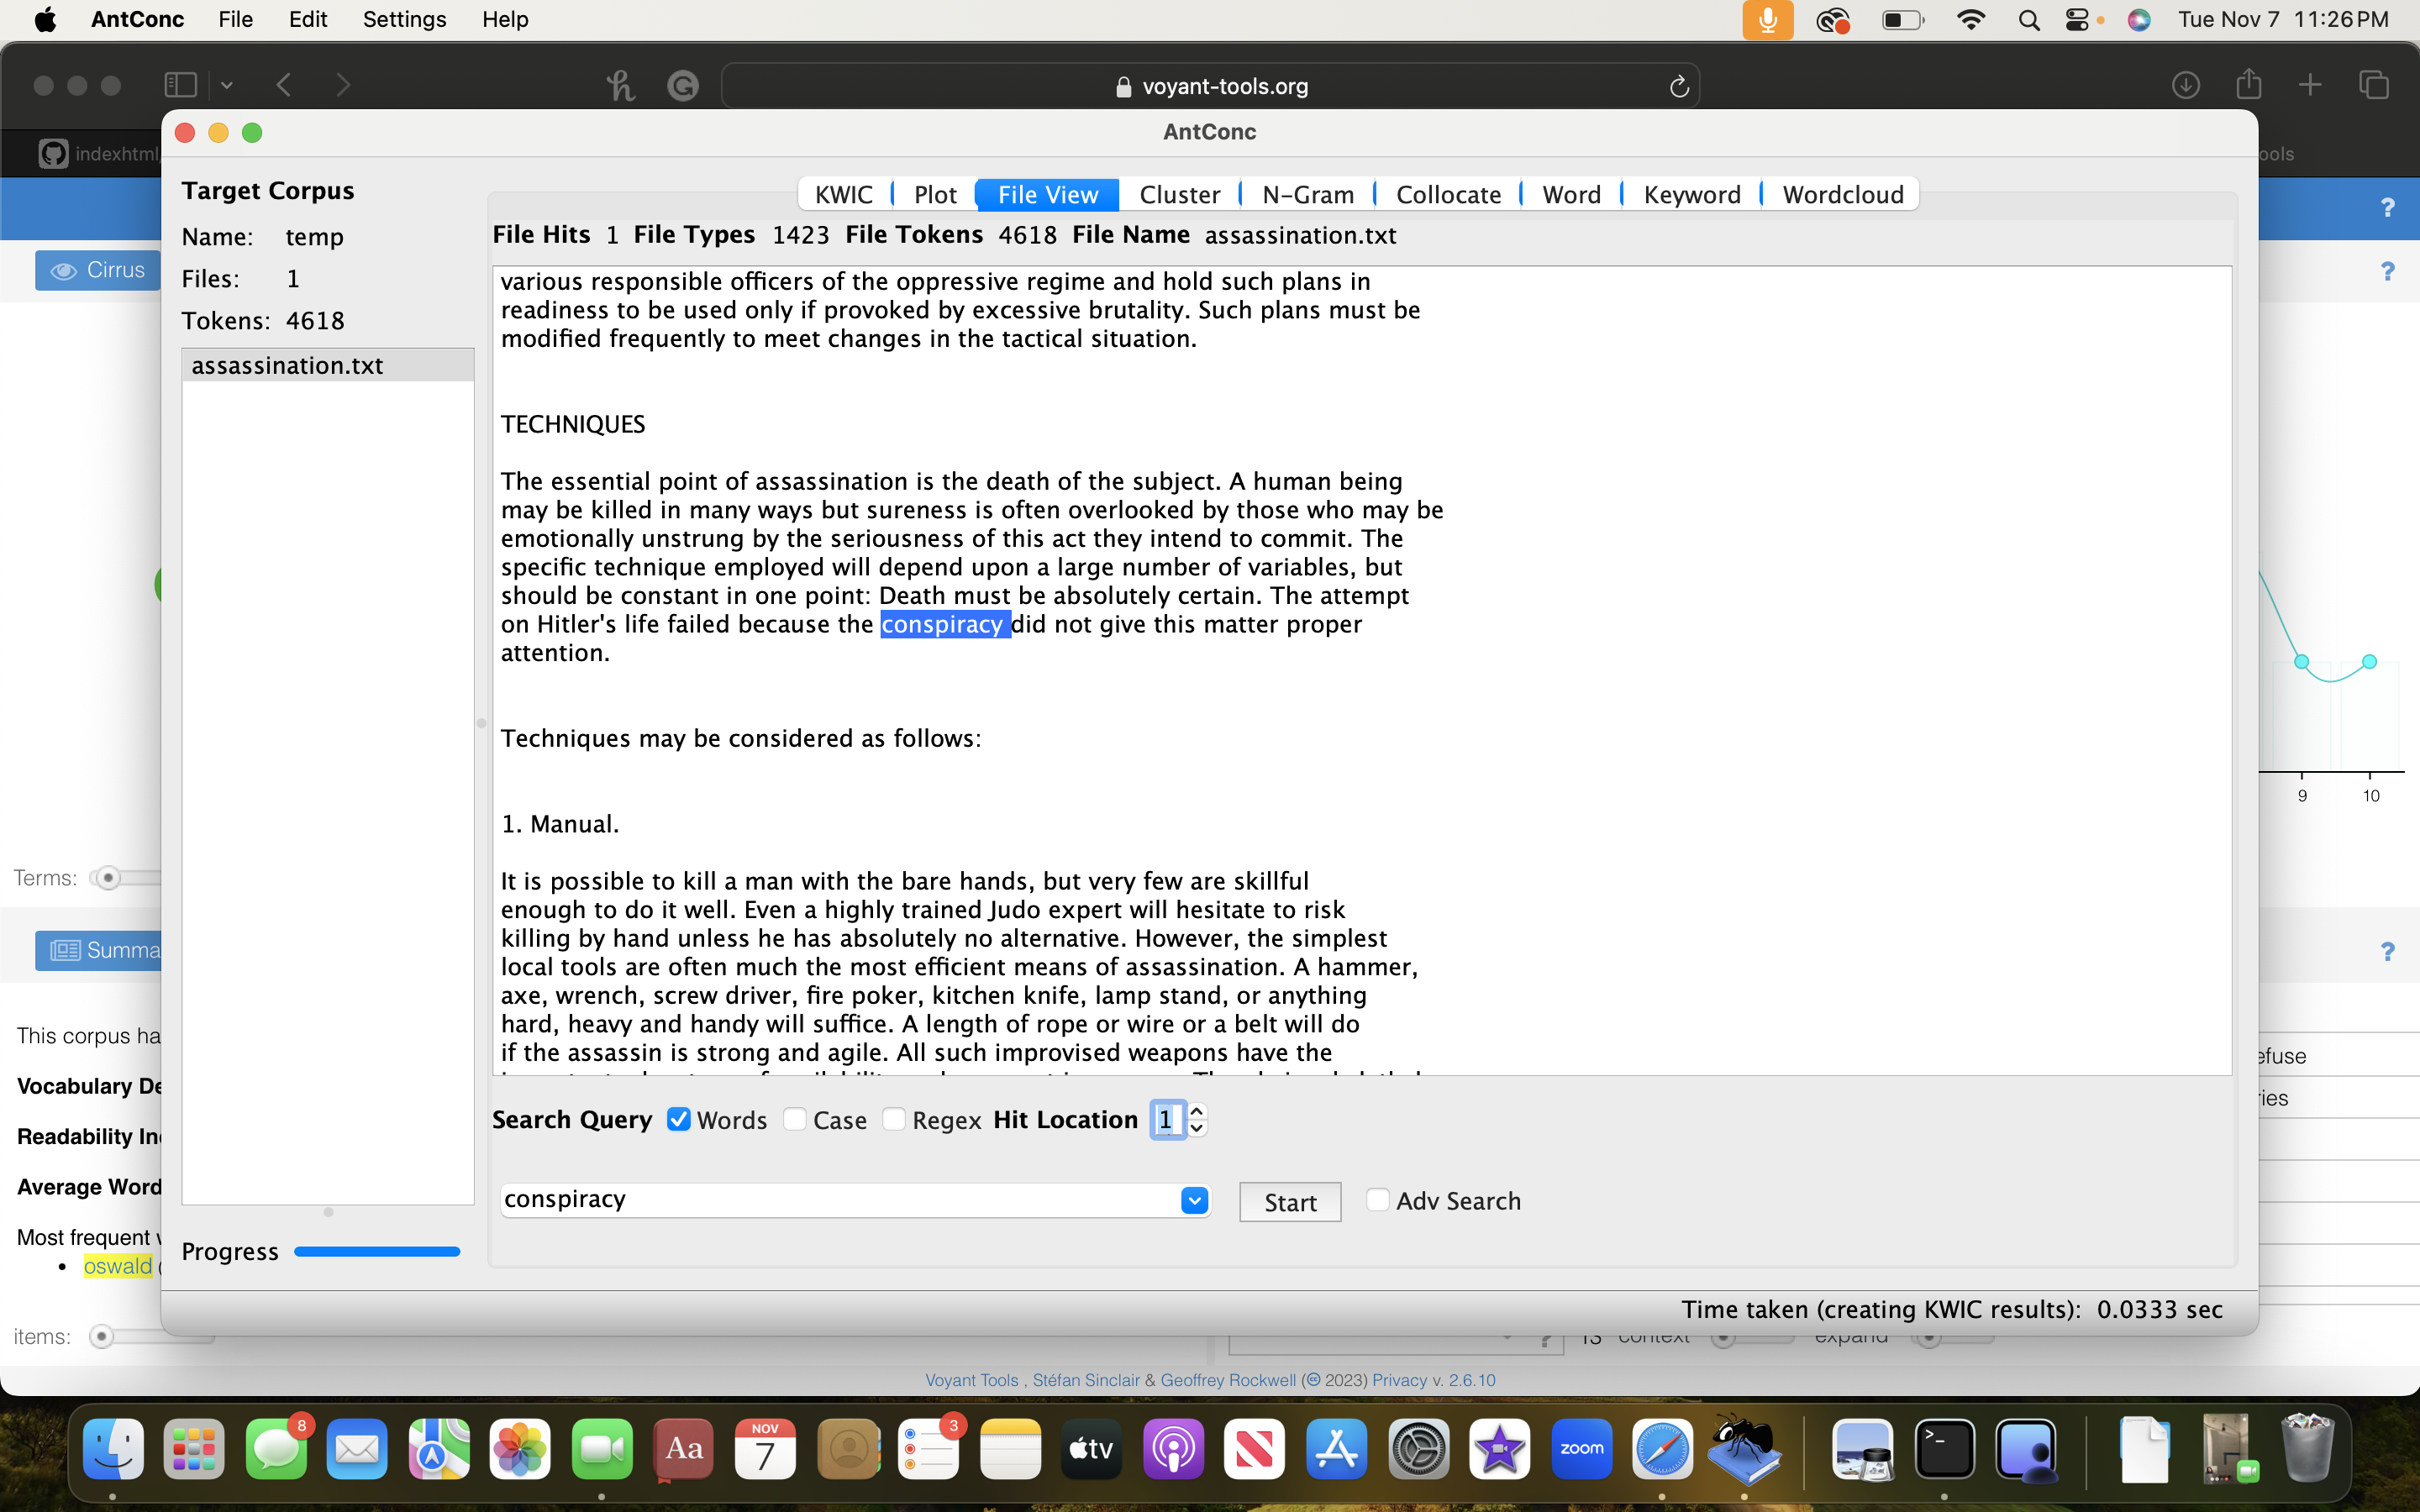 AntConc File Edit Settings Help Tue Nov 7 11:26 PM
voyant-tools.org
AntConc
indexhtml
ools
Target Corpus
Name: temp
Files: 1
Tokens: 4618
assassination.txt
Progress
KWIC Plot File View Cluster N-Gram Collocate Word Keyword Wordcloud
File Hits 1 File Types 1423 File Tokens 4618 File Name assassination.txt
various responsible officers of the oppressive regime and hold such plans in
readiness to be used only if provoked by excessive brutality. Such plans must be
modified frequently to meet changes in the tactical situation.
TECHNIQUES
The essential point of assassination is the death of the subject. A human being
may be killed in many ways but sureness is often overlooked by those who may be
emotionally unstrung by the seriousness of this act they intend to commit. The
specific technique employed will depend upon a large number of variables, but
should be constant in one point: Death must be absolutely certain. The attempt
on Hitler's life failed because the conspiracy did not give this matter proper
attention.
Techniques may be considered as follows:
1. Manual.
It is possible to kill a man with the bare hands, but very few are skillful
enough to do it well. Even a highly trained Judo expert will hesitate to risk
killing by hand unless he has absolutely no alternative. However, the simplest
local tools are often much the most efficient means of assassination. A hammer,
axe, wrench, screw driver, fire poker, kitchen knife, lamp stand, or anything
hard, heavy and handy will suffice. A length of rope or wire or a belt will do
if the assassin is strong and agile. All such improvised weapons have the
Search Query Words Case Regex Hit Location 1
conspiracy Start Adv Search
Time taken (creating KWIC results): 0.0333 sec
Cirrus
?
?
9 10
Terms:
Summa
?
This corpus ha
Vocabulary De
Readability In
Average Word
Most frequent
• oswald (
items:
efuse
ries
context expand
Voyant Tools , Stéfan Sinclair & Geoffrey Rockwell (© 2023) Privacy v. 2.6.10
8
Aa
NOV
7
3
tv
zoom
>_